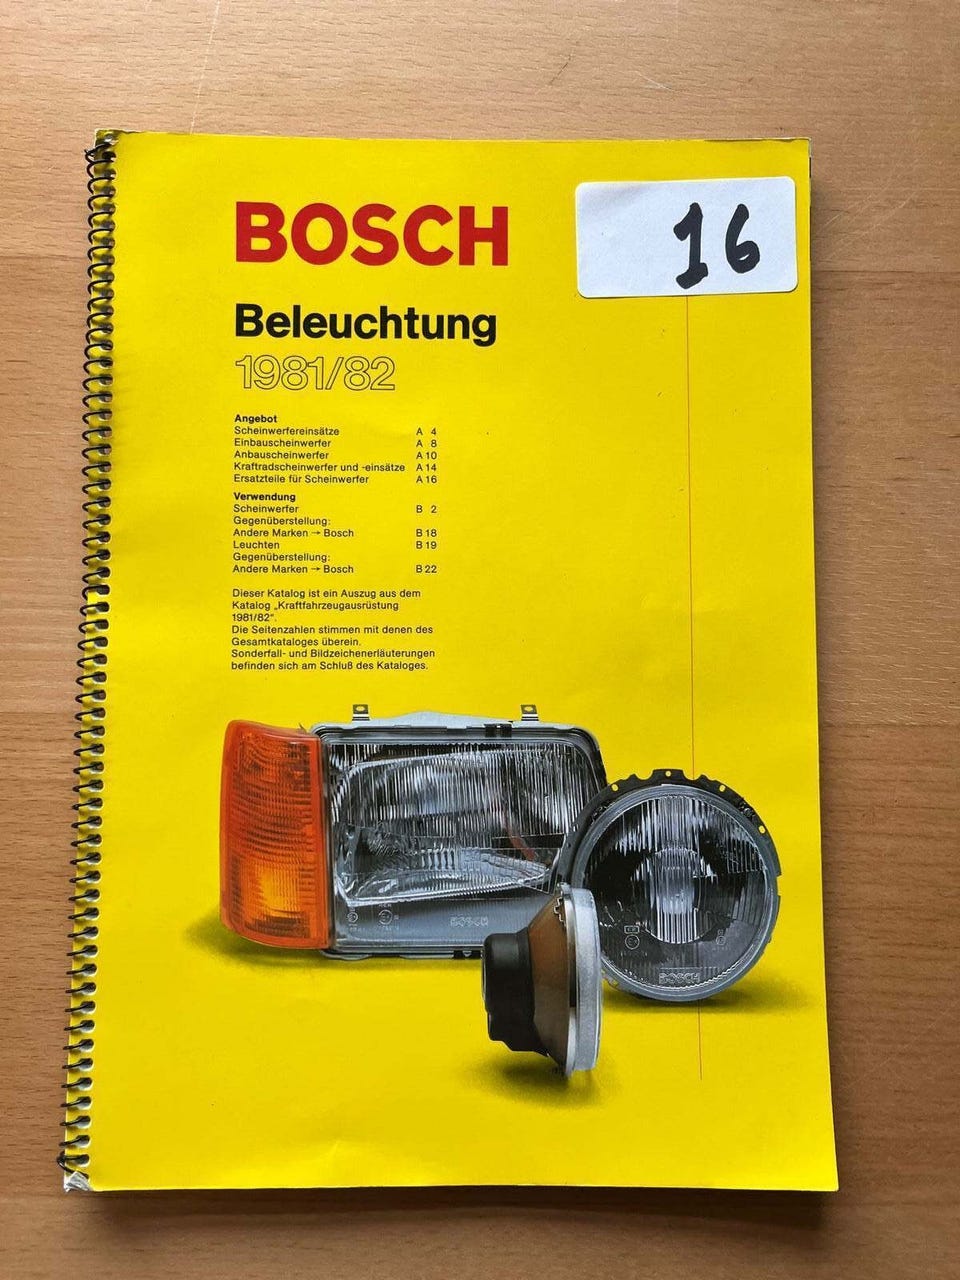 BOSCH
16
Beleuchtung
1981/82
Angebot
Scheinwerfereinsätze A 4
Einbauscheinwerfer A 8
Anbauscheinwerfer A 10
Kraftradscheinwerfer und -einsätze A 14
Ersatzteile für Scheinwerfer A 16
Verwendung
Scheinwerfer B 2
Gegenüberstellung:
Andere Marken → Bosch B 18
Leuchten B 19
Gegenüberstellung:
Andere Marken → Bosch B 22
Dieser Katalog ist ein Auszug aus dem
Katalog „Kraftfahrzeugausrüstung
1981/82“.
Die Seitenzahlen stimmen mit denen des
Gesamtkataloges überein.
Sonderfall- und Bildzeichenerläuterungen
befinden sich am Schluß des Kataloges.
BOSCH
BOSCH